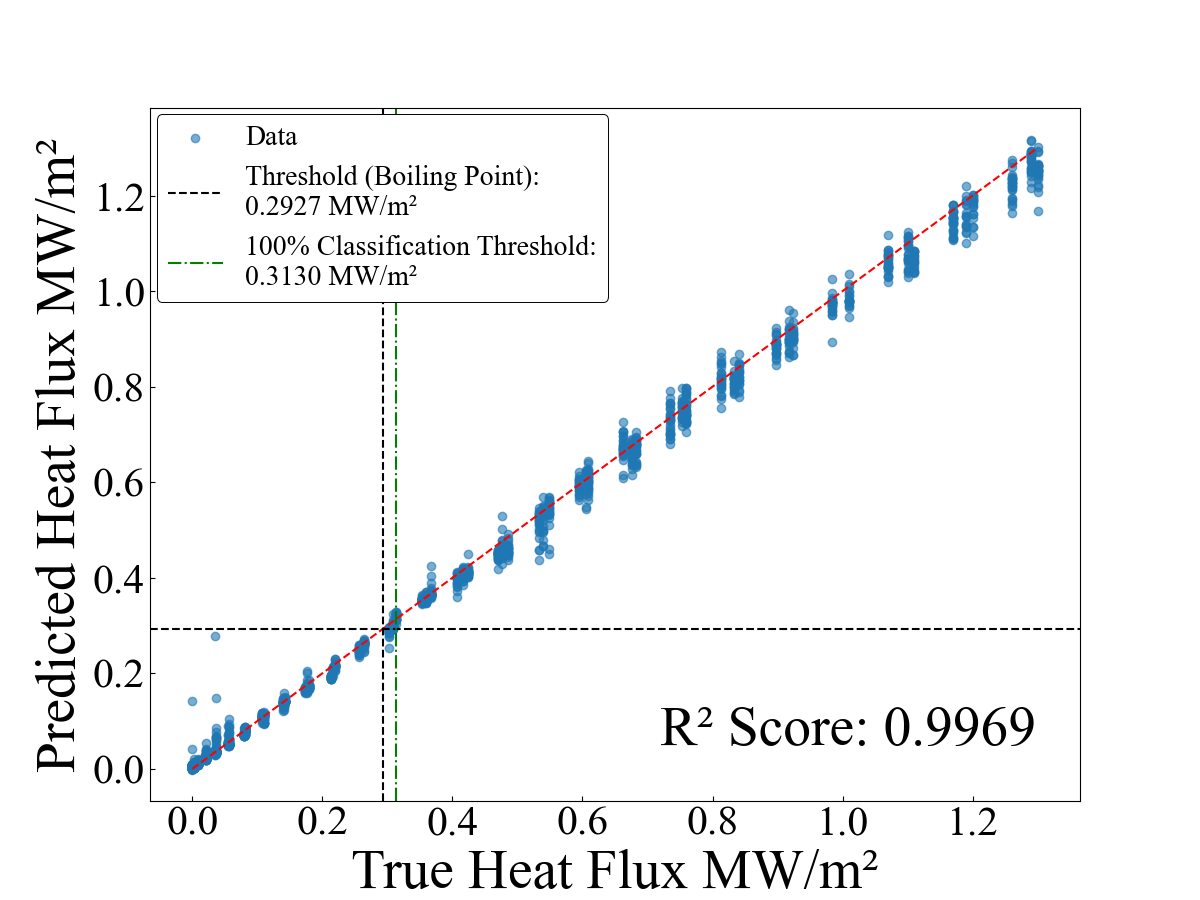 Data
Threshold (Boiling Point):
0.2927 MW/m²
100% Classification Threshold:
0.3130 MW/m²
Predicted Heat Flux MW/m²
1.2
1.0
0.8
0.6
0.4
0.2
0.0
R² Score: 0.9969
0.0 0.2 0.4 0.6 0.8 1.0 1.2
True Heat Flux MW/m²